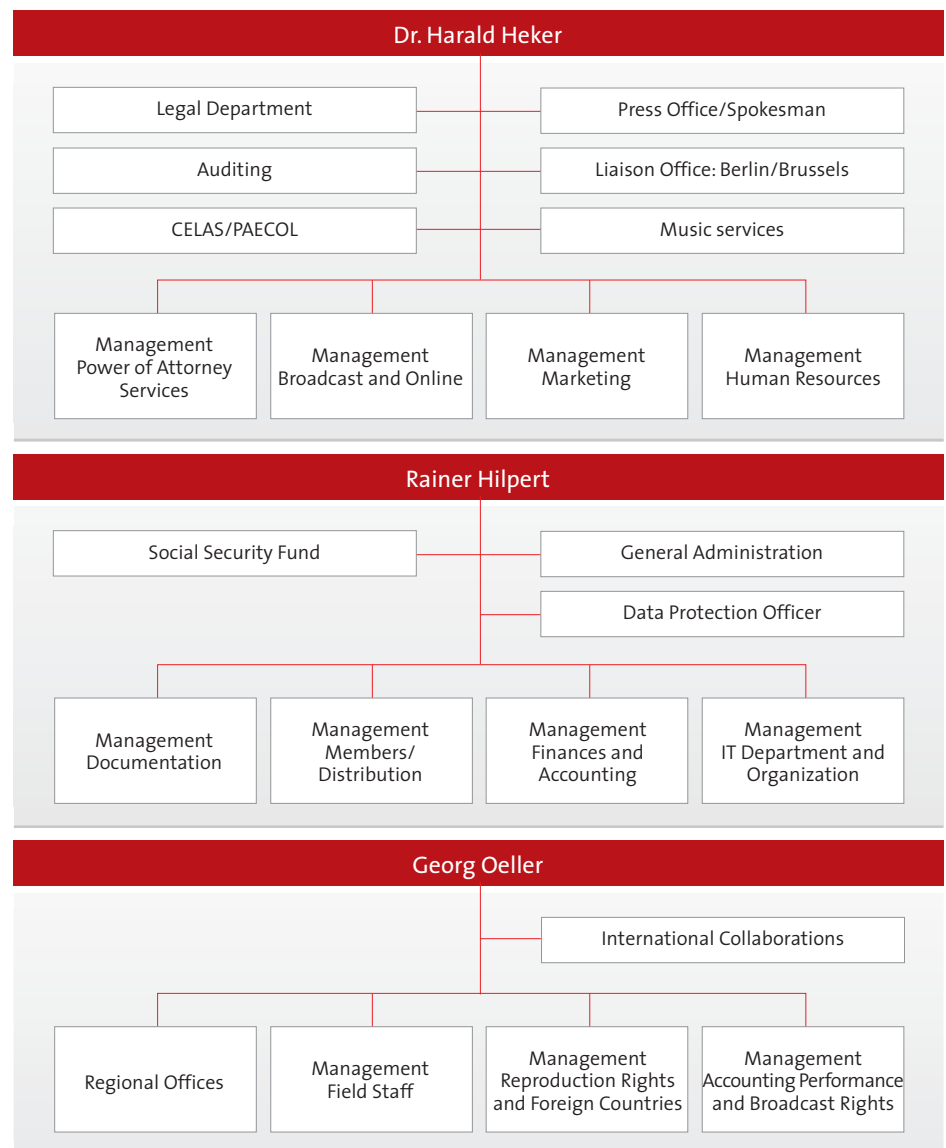 Dr. Harald Heker
Legal Department
Press Office/Spokesman
Auditing
Liaison Office: Berlin/Brussels
CELAS/PAECOL
Music services
Management
Power of Attorney
Services
Management
Broadcast and Online
Management
Marketing
Management
Human Resources
Rainer Hilpert
Social Security Fund
General Administration
Data Protection Officer
Management
Documentation
Management
Members/
Distribution
Management
Finances and
Accounting
Management
IT Department and
Organization
Georg Oeller
International Collaborations
Regional Offices
Management
Field Staff
Management
Reproduction Rights
and Foreign Countries
Management
Accounting Performance
and Broadcast Rights